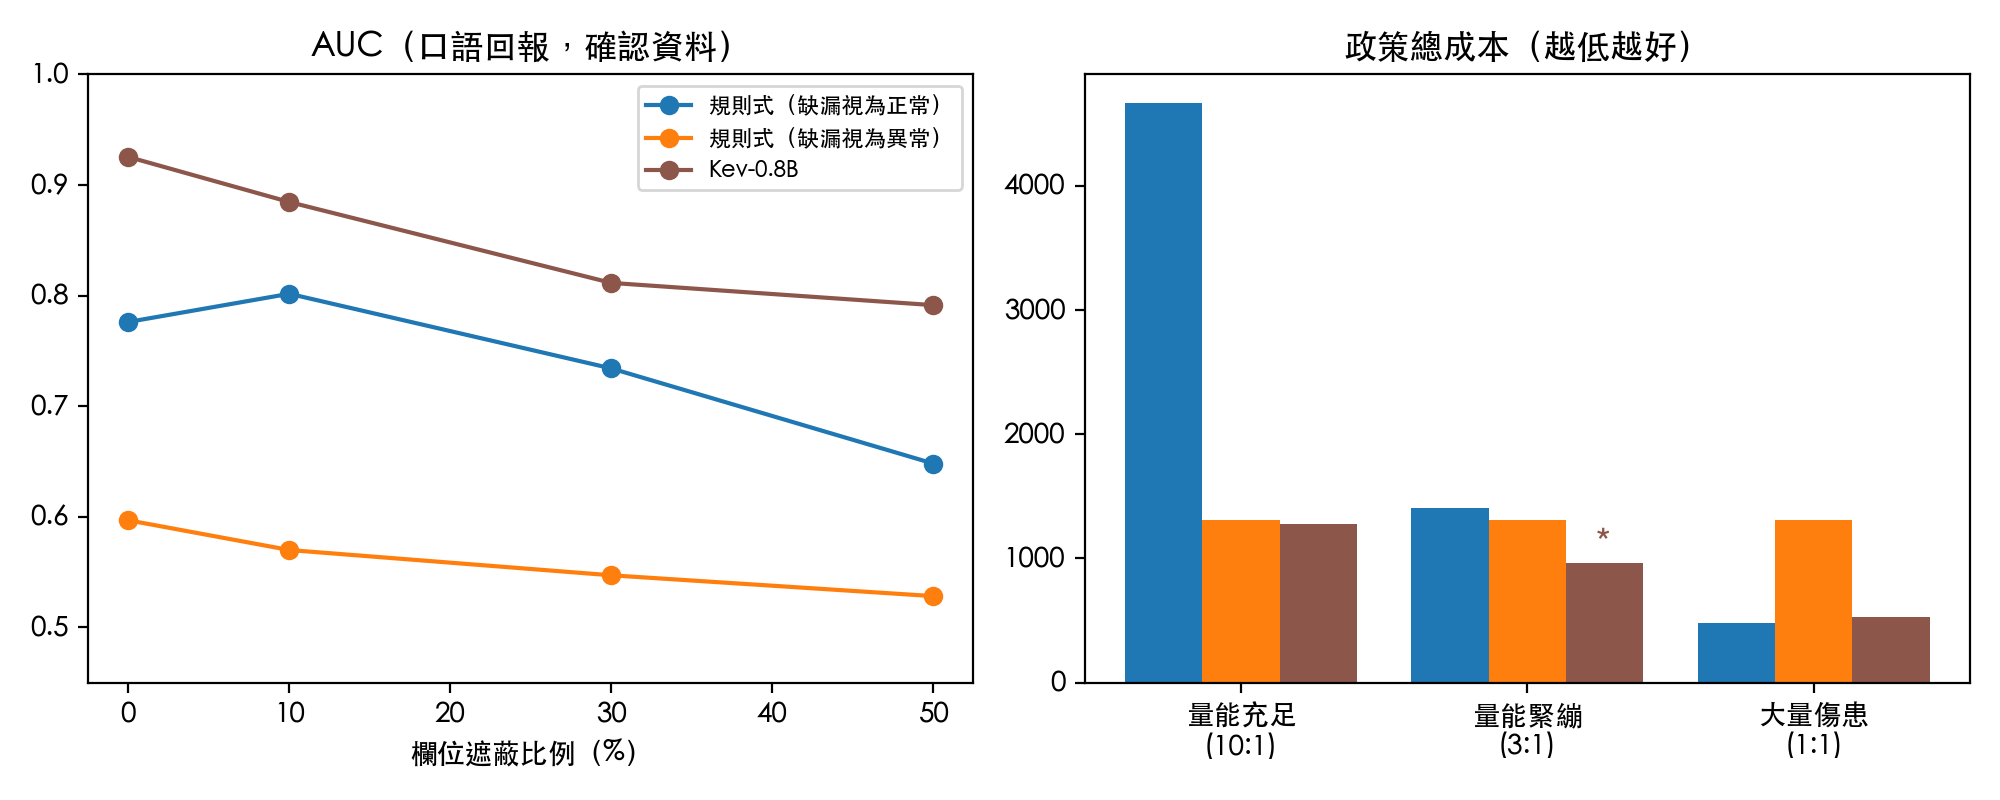 AUC（口語回報，確認資料）
1.0
0.9
0.8
0.7
0.6
0.5
規則式（缺漏視為正常）
規則式（缺漏視為異常）
Kev-0.8B
0 10 20 30 40 50
欄位遮蔽比例（%）
政策總成本（越低越好）
4000
3000
2000
1000
0
*
量能充足 量能緊繃 大量傷患
(10:1) (3:1) (1:1)